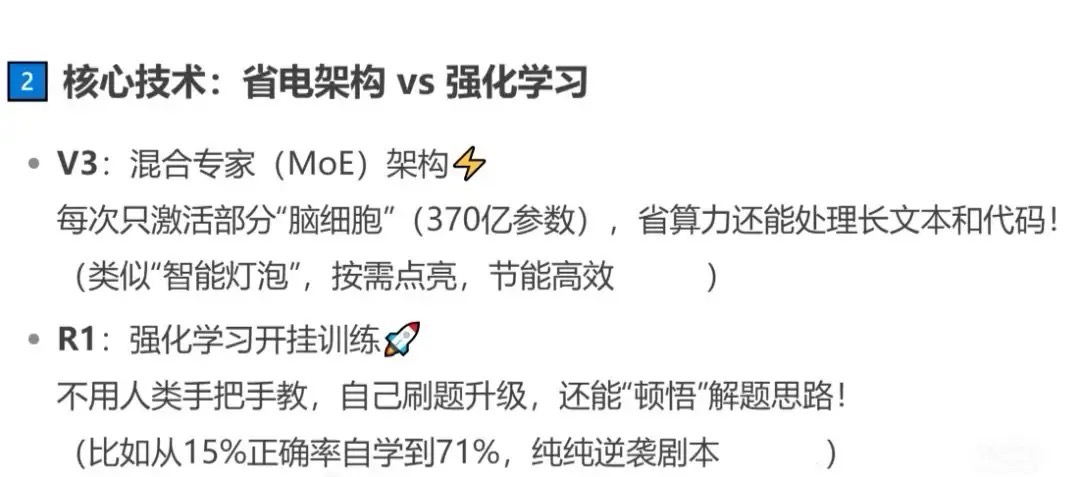 2 核心技术：省电架构 vs 强化学习
• V3：混合专家（MoE）架构⚡
每次只激活部分“脑细胞”（370亿参数），省算力还能处理长文本和代码！
（类似“智能灯泡”，按需点亮，节能高效 ）
• R1：强化学习开挂训练🚀
不用人类手把手教，自己刷题升级，还能“顿悟”解题思路！
（比如从15%正确率自学到71%，纯纯逆袭剧本 ）